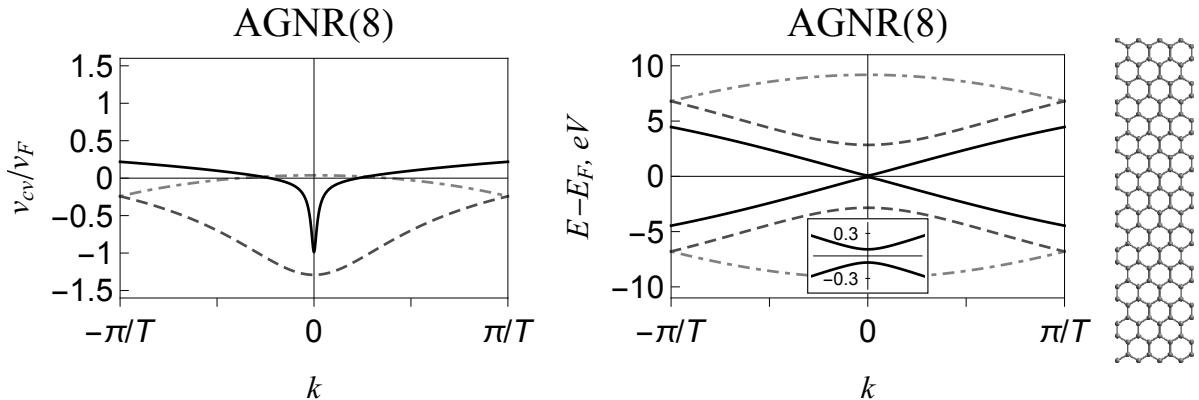 AGNR(8)
1.5
1
0.5
0
−0.5
−1
−1.5
v_cv/v_F
−π/T
0
π/T
k
AGNR(8)
10
5
0
−5
−10
E−E_F, eV
0.3
−0.3
−π/T
0
π/T
k